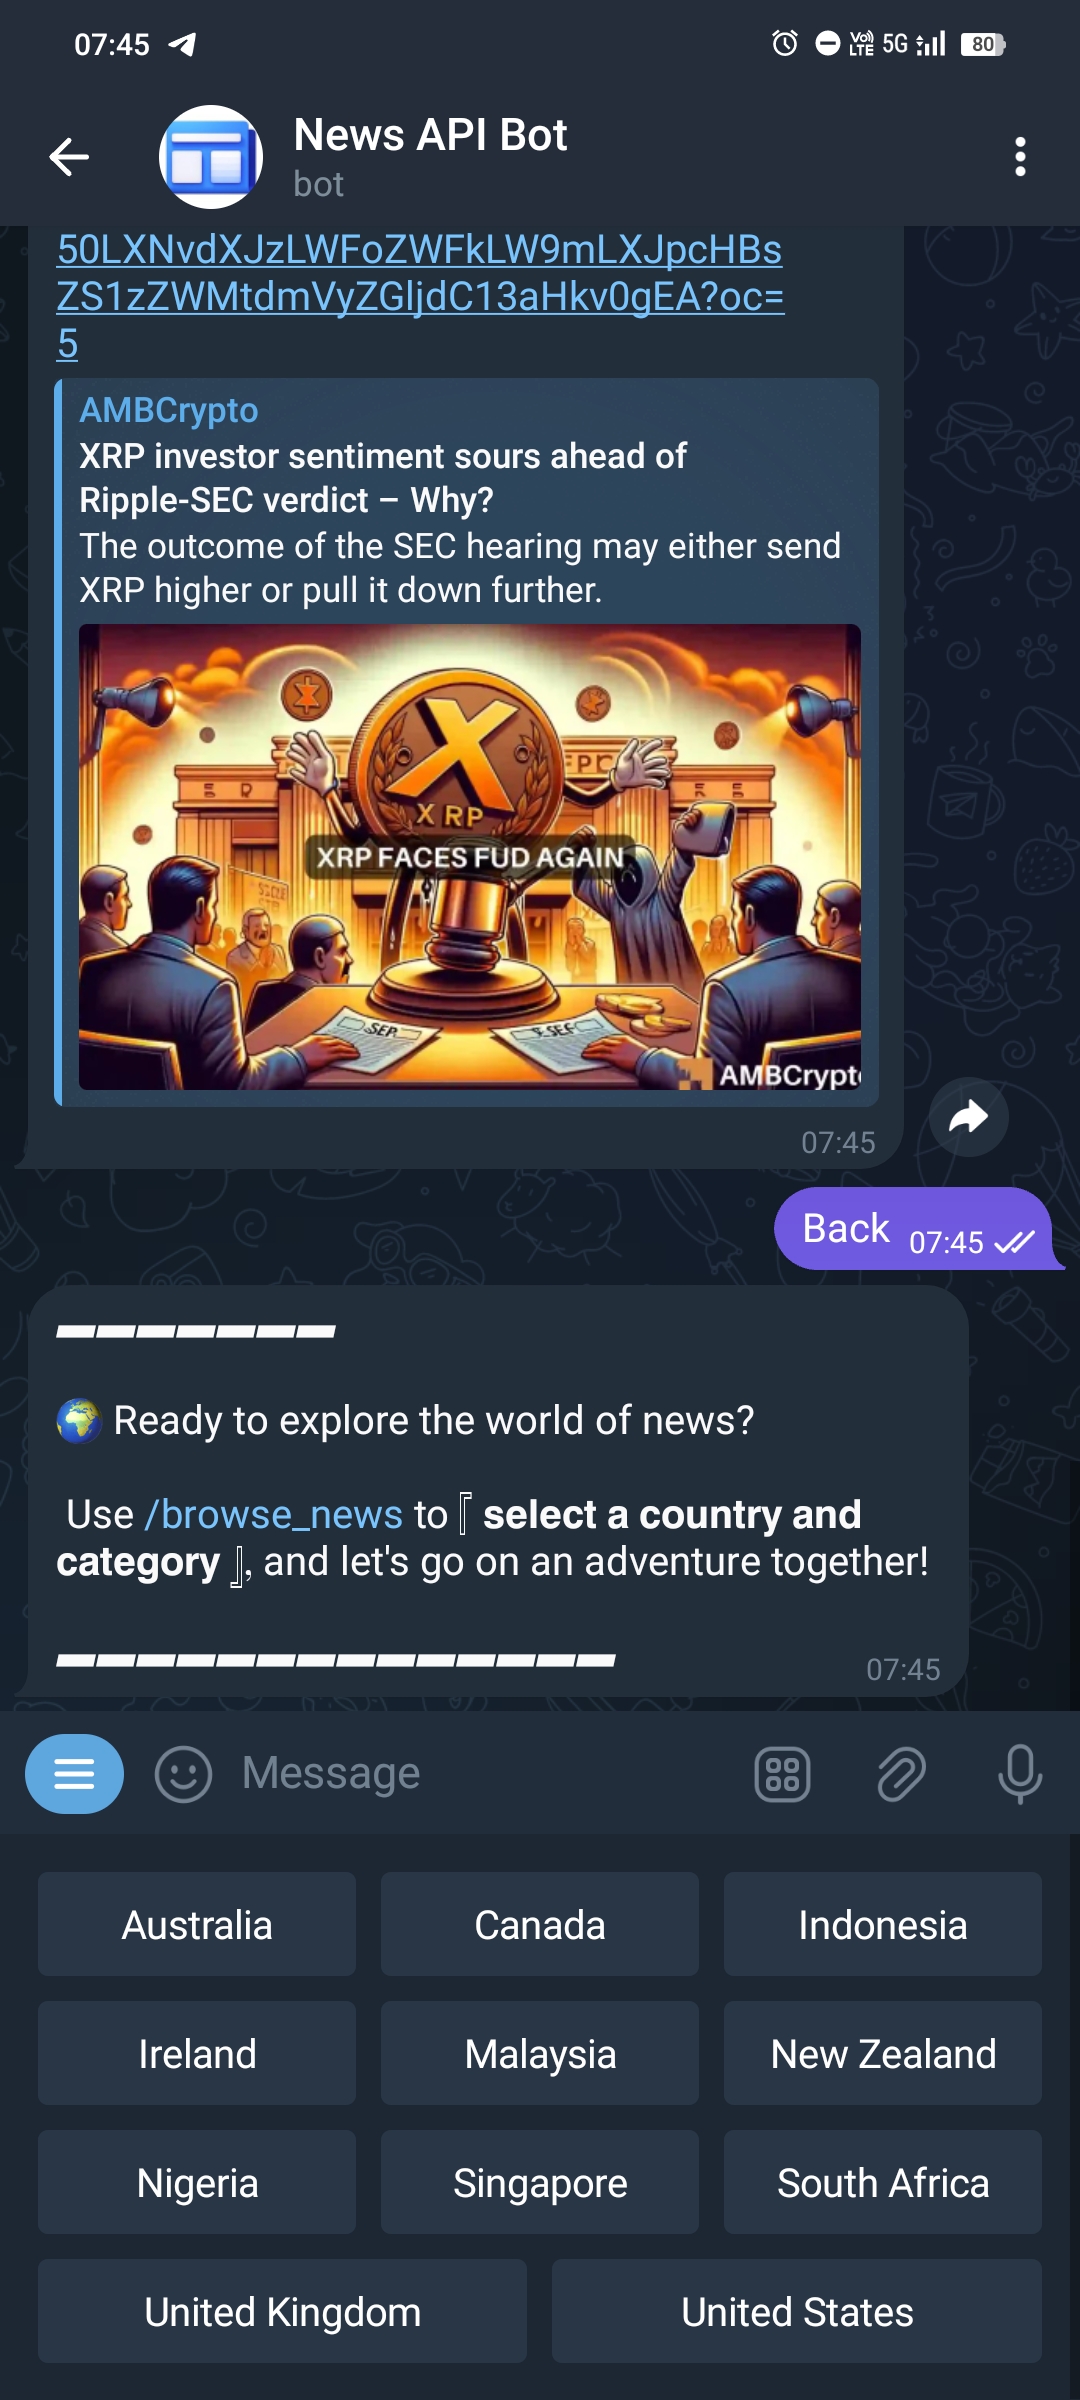 07:45
Vo)) LTE 5G 80
News API Bot
bot
50LXNvdXJzLWFoZWFkLW9mLXJpcHBs
ZS1zZWMtdmVyZGljdC13aHkv0gEA?oc=
5
AMBCrypto
XRP investor sentiment sours ahead of
Ripple-SEC verdict – Why?
The outcome of the SEC hearing may either send
XRP higher or pull it down further.
XRP
XRP FACES FUD AGAIN
SEP
AMBCrypt
07:45
Back 07:45
🌍 Ready to explore the world of news?
Use /browse_news to『 select a country and
category 』, and let's go on an adventure together!
07:45
Message
Australia Canada Indonesia
Ireland Malaysia New Zealand
Nigeria Singapore South Africa
United Kingdom United States